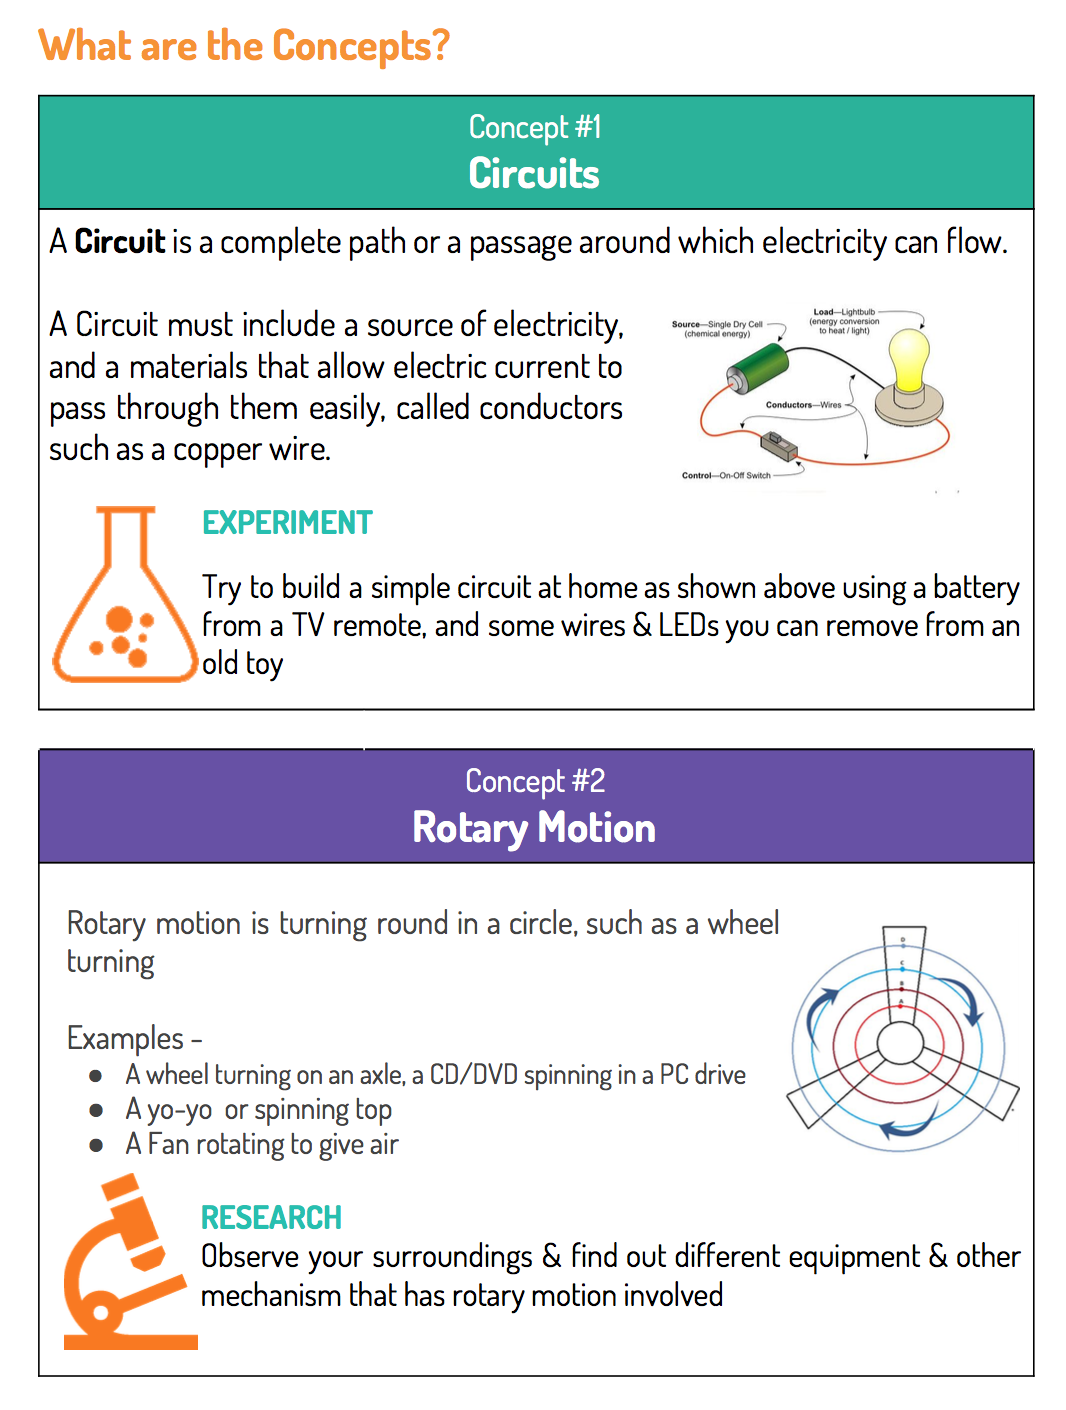 What are the Concepts?
Concept #1
Circuits
A Circuit is a complete path or a passage around which electricity can flow.
A Circuit must include a source of electricity,
and a materials that allow electric current to
pass through them easily, called conductors
such as a copper wire.
Source—Single Dry Cell
(chemical energy)
Load—Lightbulb
(energy conversion
to heat / light)
Conductors—Wires
Control—On-Off Switch
EXPERIMENT
Try to build a simple circuit at home as shown above using a battery
from a TV remote, and some wires & LEDs you can remove from an
old toy
Concept #2
Rotary Motion
Rotary motion is turning round in a circle, such as a wheel
turning
Examples –
● A wheel turning on an axle, a CD/DVD spinning in a PC drive
● A yo-yo or spinning top
● A Fan rotating to give air
D
C
B
A
RESEARCH
Observe your surroundings & find out different equipment & other
mechanism that has rotary motion involved